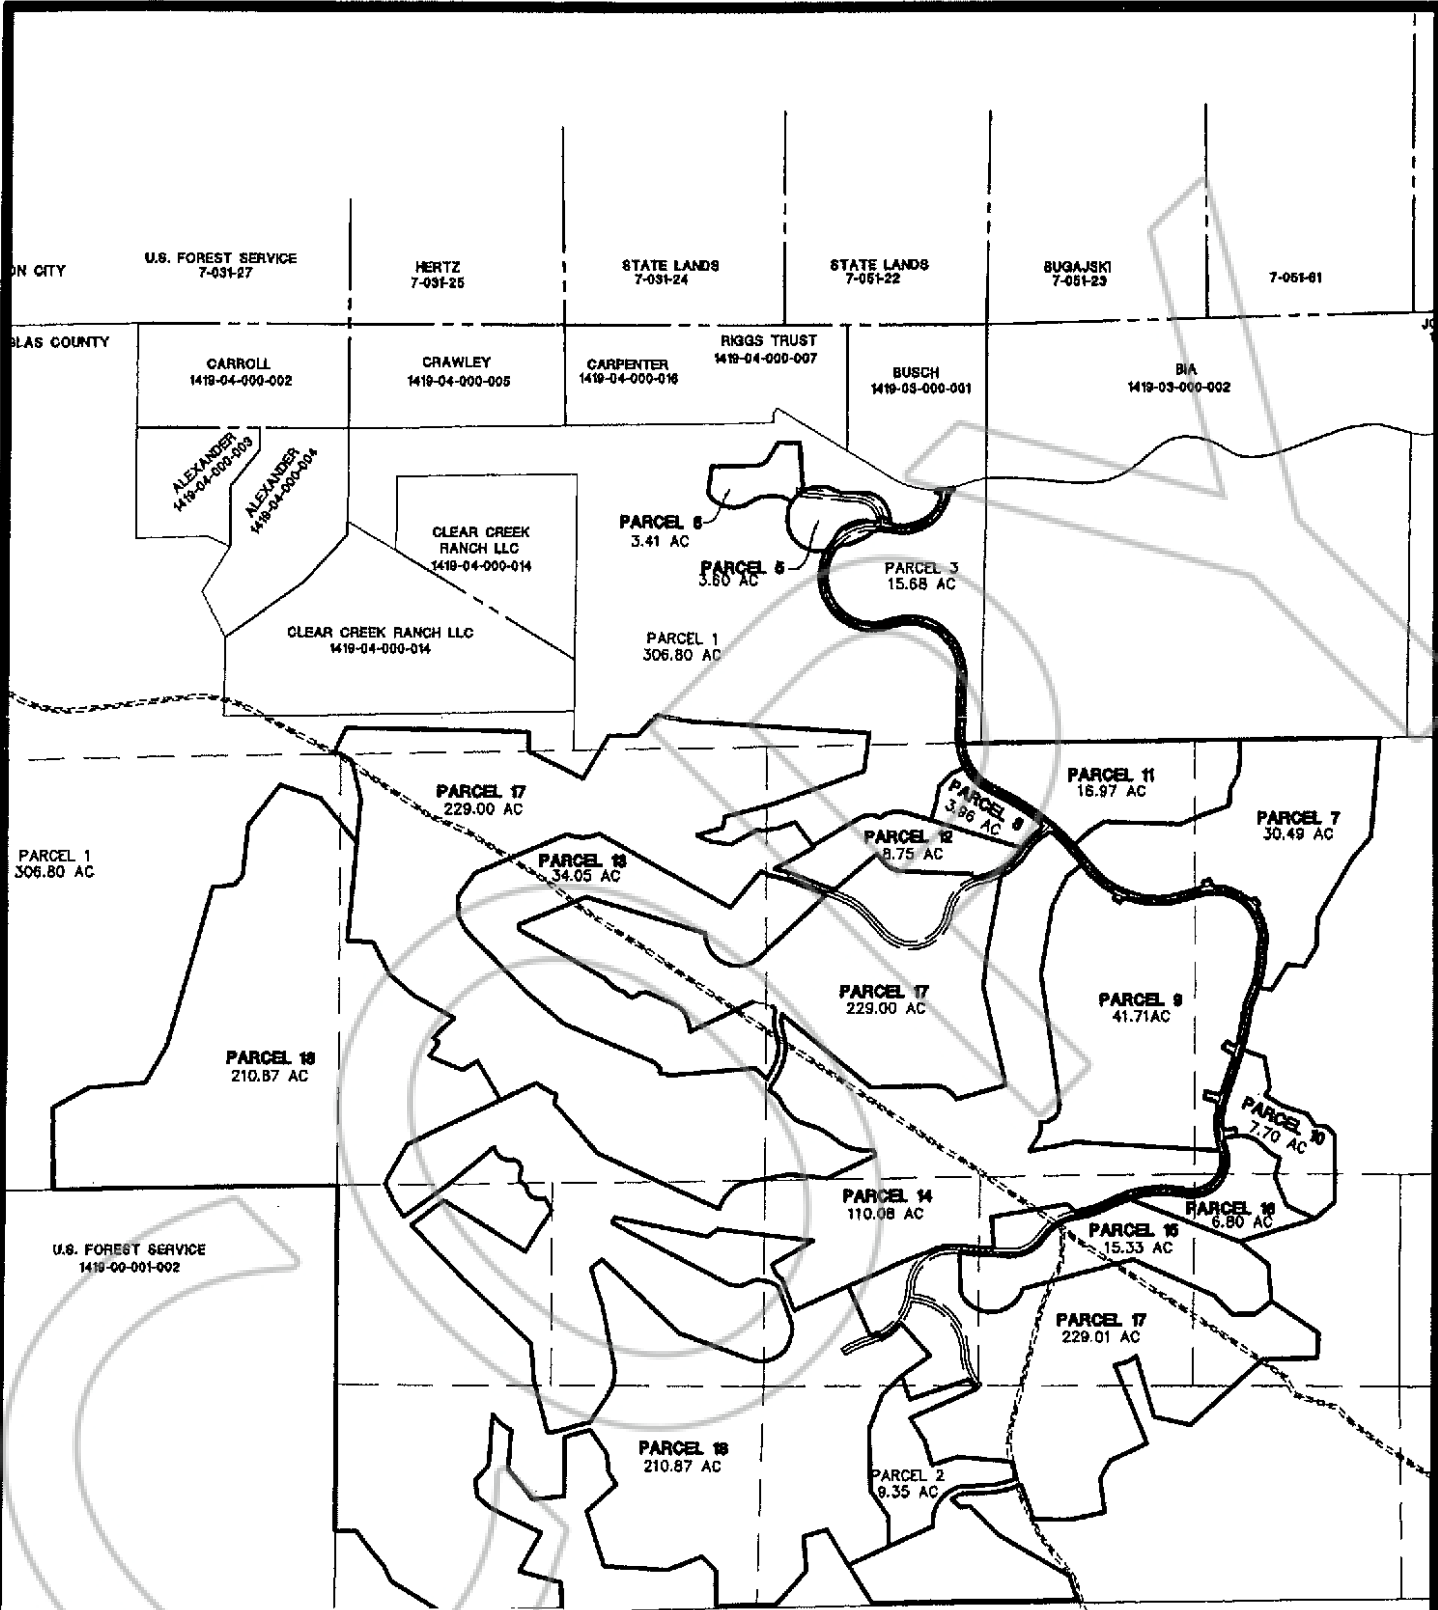 ON CITY
U.S. FOREST SERVICE
7-031-27
HERTZ
7-031-25
STATE LANDS
7-031-24
STATE LANDS
7-051-22
BUGAJSKI
7-051-23
7-051-61
LAS COUNTY
CARROLL
1419-04-000-002
CRAWLEY
1419-04-000-005
CARPENTER
1419-04-000-016
RIGGS TRUST
1419-04-000-007
BUSCH
1419-03-000-001
BIA
1419-03-000-002
ALEXANDER
1419-04-000-003
ALEXANDER
1419-04-000-004
CLEAR CREEK
RANCH LLC
1419-04-000-014
CLEAR CREEK RANCH LLC
1419-04-000-014
PARCEL 6
3.41 AC
PARCEL 5
3.60 AC
PARCEL 3
15.68 AC
PARCEL 1
306.80 AC
PARCEL 17
229.00 AC
PARCEL 8
3.96 AC
PARCEL 11
16.97 AC
PARCEL 7
30.49 AC
PARCEL 12
8.75 AC
PARCEL 1
306.80 AC
PARCEL 13
34.05 AC
PARCEL 17
229.00 AC
PARCEL 9
41.71AC
PARCEL 18
210.87 AC
PARCEL 10
7.70 AC
PARCEL 14
110.08 AC
PARCEL 16
6.80 AC
PARCEL 15
15.33 AC
U.S. FOREST SERVICE
1419-00-001-002
PARCEL 17
229.01 AC
PARCEL 18
210.87 AC
PARCEL 2
9.35 AC